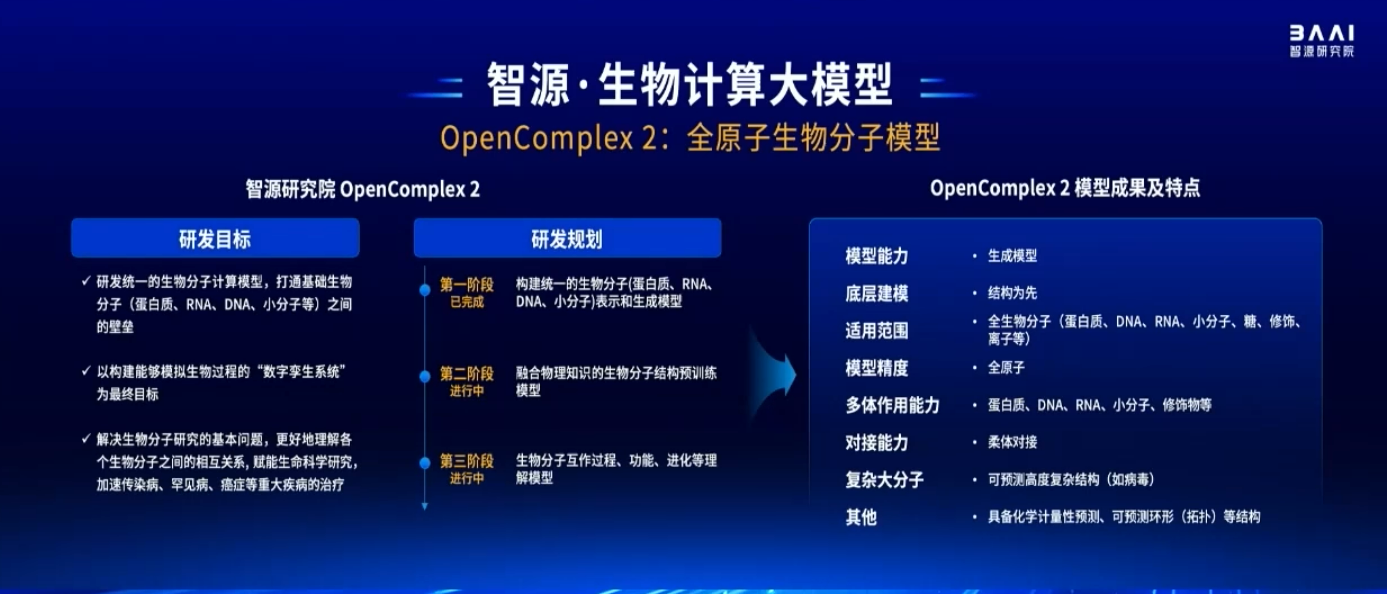 BAAI
智源研究院
智源·生物计算大模型
OpenComplex 2：全原子生物分子模型
智源研究院 OpenComplex 2
研发目标
✓ 研发统一的生物分子计算模型，打通基础生物
分子（蛋白质、RNA、DNA、小分子等）之间
的壁垒
✓ 以构建能够模拟生物过程的“数字孪生系统”
为最终目标
✓ 解决生物分子研究的基本问题，更好地理解各
个生物分子之间的相互关系, 赋能生命科学研究，
加速传染病、罕见病、癌症等重大疾病的治疗
研发规划
第一阶段
已完成
构建统一的生物分子(蛋白质、RNA、
DNA、小分子)表示和生成模型
第二阶段
进行中
融合物理知识的生物分子结构预训练
模型
第三阶段
进行中
生物分子互作过程、功能、进化等理
解模型
OpenComplex 2 模型成果及特点
模型能力 • 生成模型
底层建模 • 结构为先
适用范围 • 全生物分子（蛋白质、DNA、RNA、小分子、糖、修饰、
离子等）
模型精度 • 全原子
多体作用能力 • 蛋白质、DNA、RNA、小分子、修饰物等
对接能力 • 柔体对接
复杂大分子 • 可预测高度复杂结构（如病毒）
其他 • 具备化学计量性预测、可预测环形（拓扑）等结构